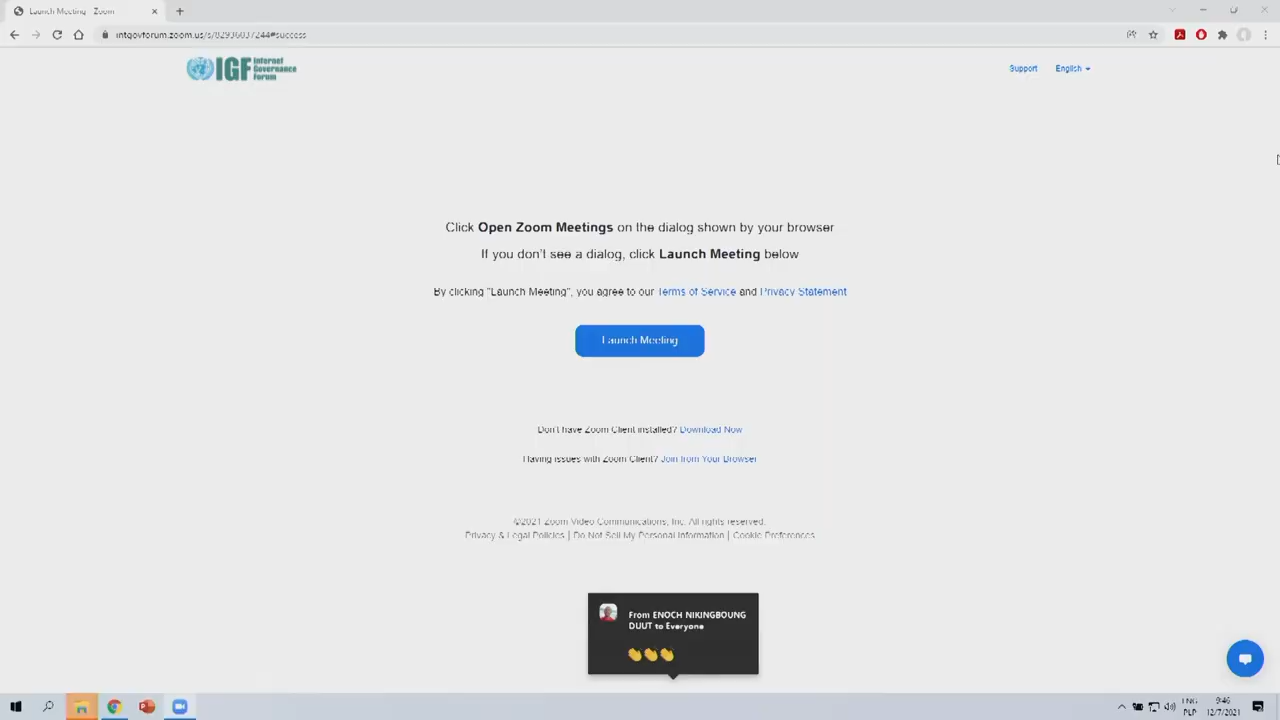 Launch Meeting - Zoom
intgovforum.zoom.us/s/82936037244#success
IGF Internet Governance Forum
Support English
Click Open Zoom Meetings on the dialog shown by your browser
If you don't see a dialog, click Launch Meeting below
By clicking "Launch Meeting", you agree to our Terms of Service and Privacy Statement
Launch Meeting
Don't have Zoom Client installed? Download Now
Having issues with Zoom Client? Join from Your Browser
©2021 Zoom Video Communications, Inc. All rights reserved.
Privacy & Legal Policies | Do Not Sell My Personal Information | Cookie Preferences
From ENOCH NIKINGBOUNG
DUUT to Everyone
👏👏👏
ENG 9:46
PLP 12/7/2021